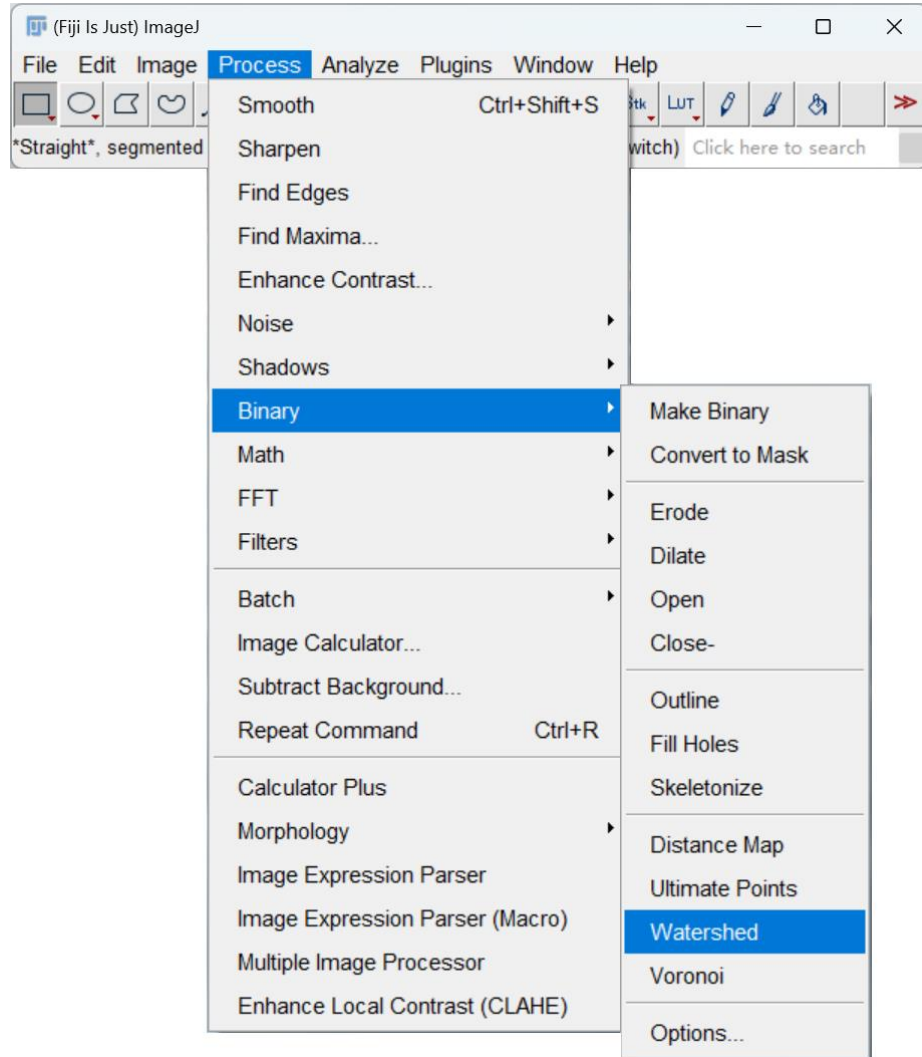 (Fiji Is Just) ImageJ
File Edit Image Process Analyze Plugins Window Help
LUT
*Straight*, segmented
witch) Click here to search
Smooth Ctrl+Shift+S
Sharpen
Find Edges
Find Maxima...
Enhance Contrast...
Noise
Shadows
Binary
Math
FFT
Filters
Batch
Image Calculator...
Subtract Background...
Repeat Command Ctrl+R
Calculator Plus
Morphology
Image Expression Parser
Image Expression Parser (Macro)
Multiple Image Processor
Enhance Local Contrast (CLAHE)
Make Binary
Convert to Mask
Erode
Dilate
Open
Close-
Outline
Fill Holes
Skeletonize
Distance Map
Ultimate Points
Watershed
Voronoi
Options...